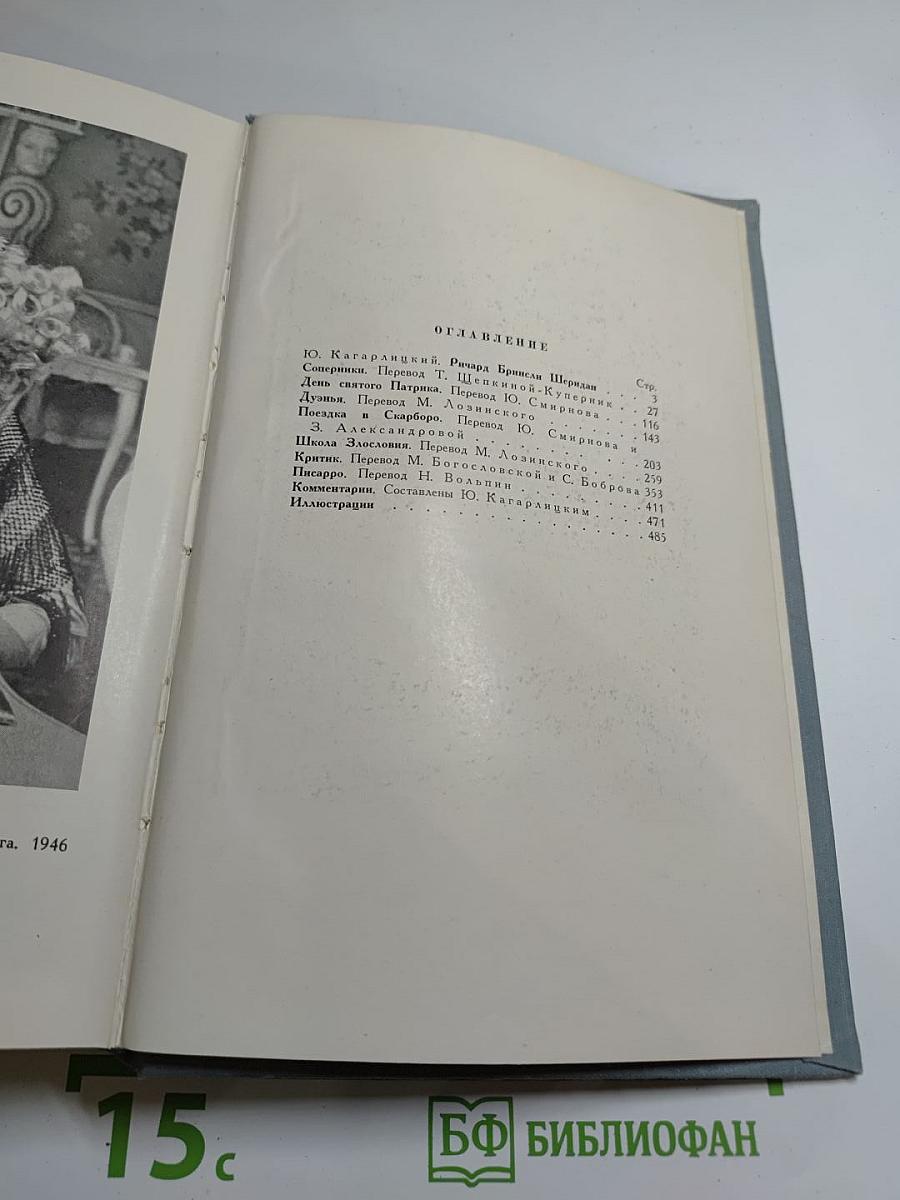 ОГЛАВЛЕНИЕ
Стр.
Ю. Кагарлицкий. Ричард Бринсли Шеридан . . . 3
Соперники. Перевод Т. Щепкиной-Куперник . . 27
День святого Патрика. Перевод Ю. Смирнова . . 116
Дуэнья. Перевод М. Лозинского . . . . . . 143
Поездка в Скарборо. Перевод Ю. Смирнова и
З. Александровой . . . . . . . . . . 203
Школа Злословия. Перевод М. Лозинского . . . . 259
Критик. Перевод М. Богословской и С. Боброва 353
Писарро. Перевод Н. Вольпин . . . . . . . 411
Комментарии. Составлены Ю. Кагарлицким . . . . 471
Иллюстрации . . . . . . . . . . . . . . 485
га. 1946
15 с
БФ БИБЛИОФАН